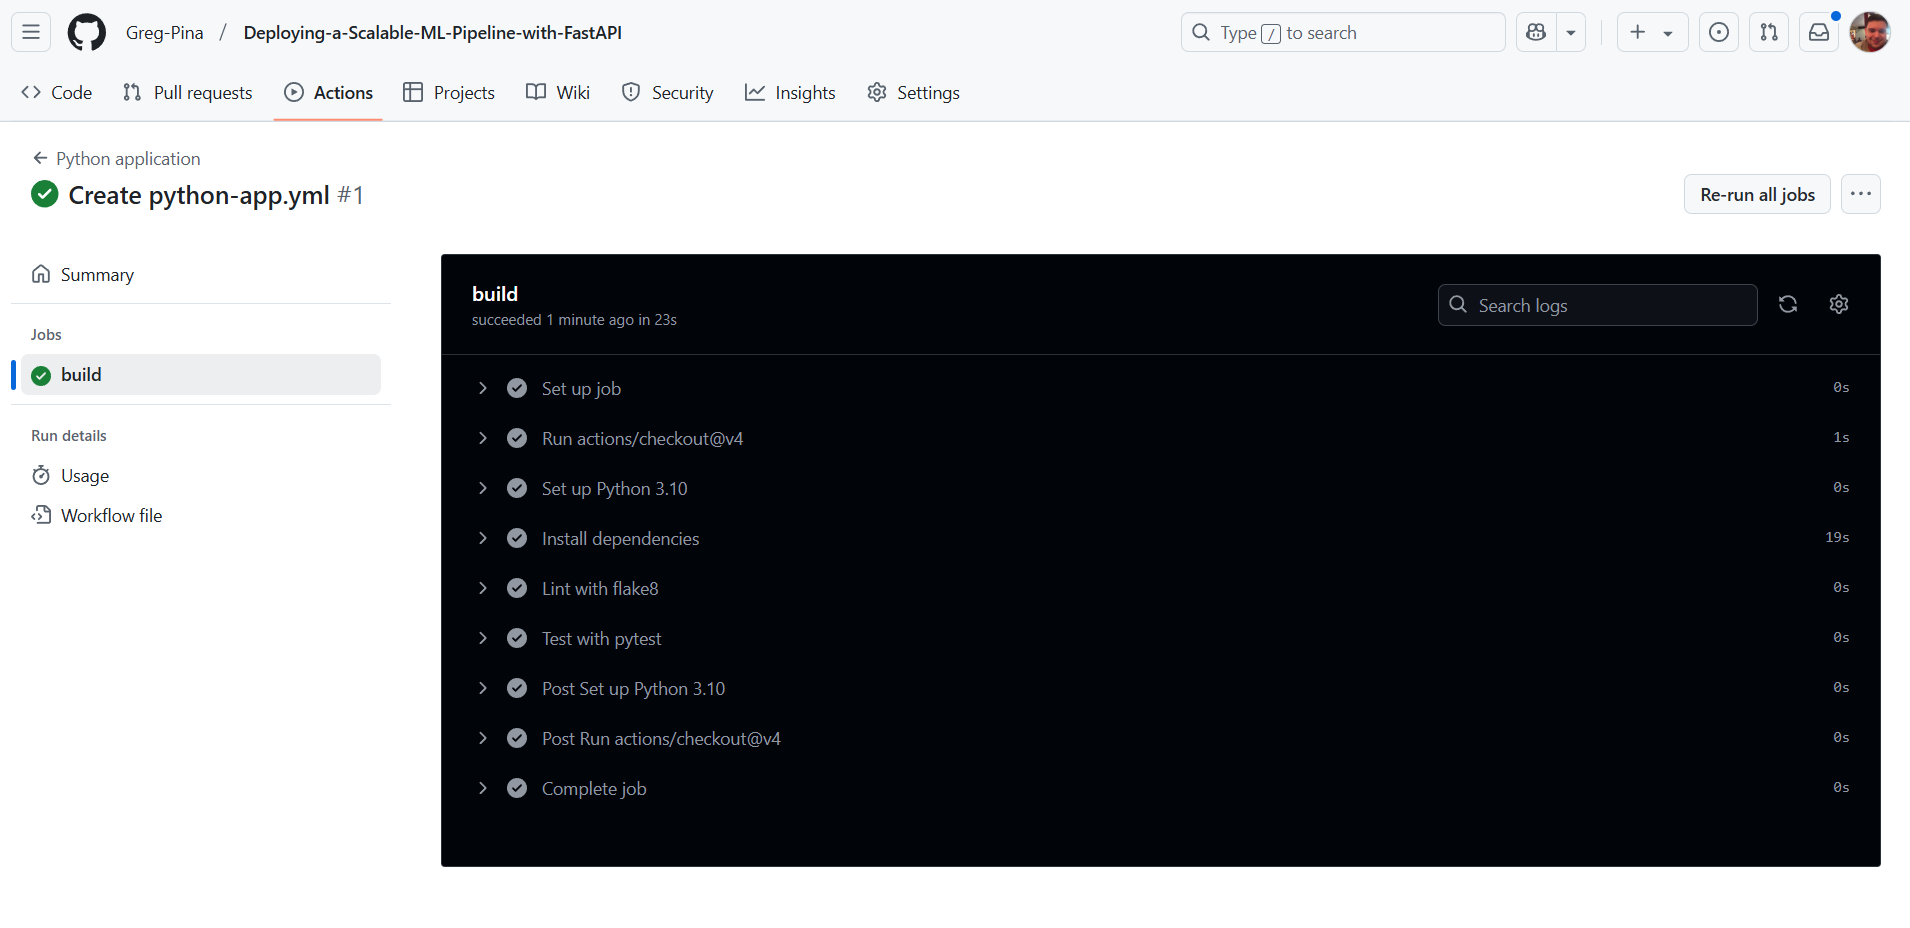 Greg-Pina / Deploying-a-Scalable-ML-Pipeline-with-FastAPI
Type / to search
Code
Pull requests
Actions
Projects
Wiki
Security
Insights
Settings
Python application
Create python-app.yml #1
Re-run all jobs
Summary
Jobs
build
Run details
Usage
Workflow file
build
succeeded 1 minute ago in 23s
Search logs
Set up job 0s
Run actions/checkout@v4 1s
Set up Python 3.10 0s
Install dependencies 19s
Lint with flake8 0s
Test with pytest 0s
Post Set up Python 3.10 0s
Post Run actions/checkout@v4 0s
Complete job 0s